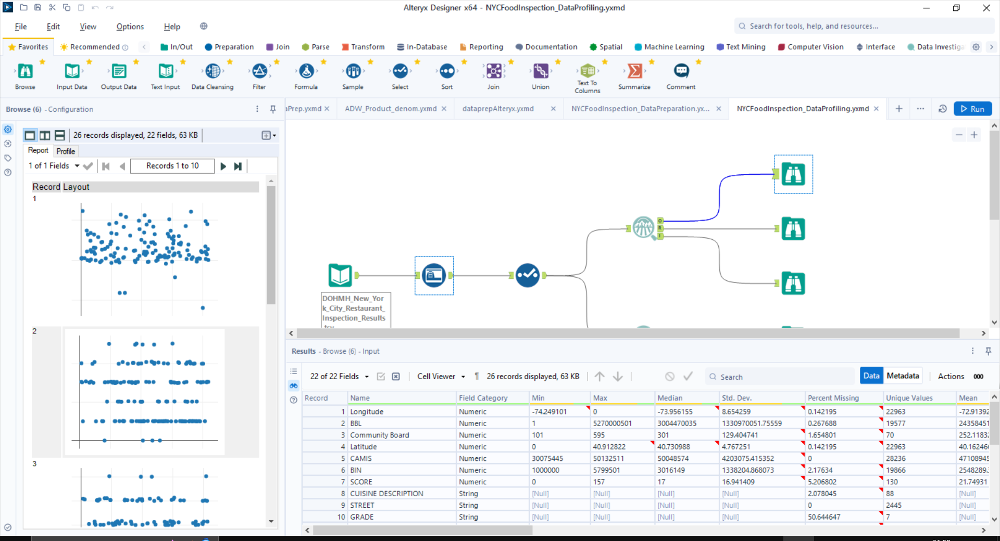 Alteryx Designer x64 - NYCFoodInspection_DataProfiling.yxmd
File Edit View Options Help
Search for tools, help, and resources...
Favorites Recommended In/Out Preparation Join Parse Transform In-Database Reporting Documentation Spatial Machine Learning Text Mining Computer Vision Interface Data Investiga
Browse Input Data Output Data Text Input Data Cleansing Filter Formula Sample Select Sort Join Union Text To Columns Summarize Comment
Browse (6) - Configuration
aPrep.yxmd ADW_Product_denom.yxmd dataprepAlteryx.yxmd NYCFoodInspection_DataPreparation.yx... NYCFoodInspection_DataProfiling.yxmd Run
26 records displayed, 22 fields, 63 KB
Report Profile
1 of 1 Fields Records 1 to 10
Record Layout
1
2
3
O
R
I
DOHMH_New_Yor
k_City_Restaurant_
Inspection_Results
Results - Browse (6) - Input
22 of 22 Fields Cell Viewer 26 records displayed, 63 KB Search Data Metadata Actions 000
Record Name Field Category Min Max Median Std. Dev. Percent Missing Unique Values Mean
1 Longitude Numeric -74.249101 0 -73.956155 8.654259 0.142195 22963 -72.91392
2 BBL Numeric 1 5270000501 3004470035 1330970051.75559 0.267688 19577 24358451
3 Community Board Numeric 101 595 301 129.404741 1.654801 70 252.1183
4 Latitude Numeric 0 40.912822 40.730988 4.767251 0.142195 22963 40.16246
5 CAMIS Numeric 30075445 50132511 50048574 4203075.415352 0 28236 47108945
6 BIN Numeric 1000000 5799501 3016149 1338204.868073 2.17634 19866 2548289.
7 SCORE Numeric 0 157 17 16.941409 5.206802 130 21.74931
8 CUISINE DESCRIPTION String [Null] [Null] [Null] [Null] 2.078045 88 [Null]
9 STREET String [Null] [Null] [Null] [Null] 0 2445 [Null]
10 GRADE String [Null] [Null] [Null] [Null] 50.644647 7 [Null]